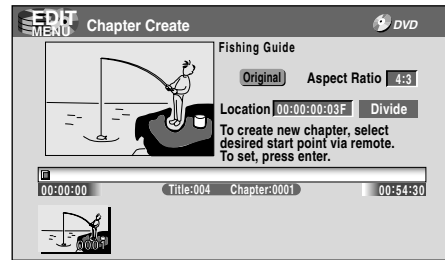 EDIT
MENU
Chapter Create
DVD
Fishing Guide
Original
Aspect Ratio 4:3
Location 00:00:00:03F Divide
To create new chapter, select
desired start point via remote.
To set, press enter.
00:00:00 Title:004 Chapter:0001 00:54:30
0001